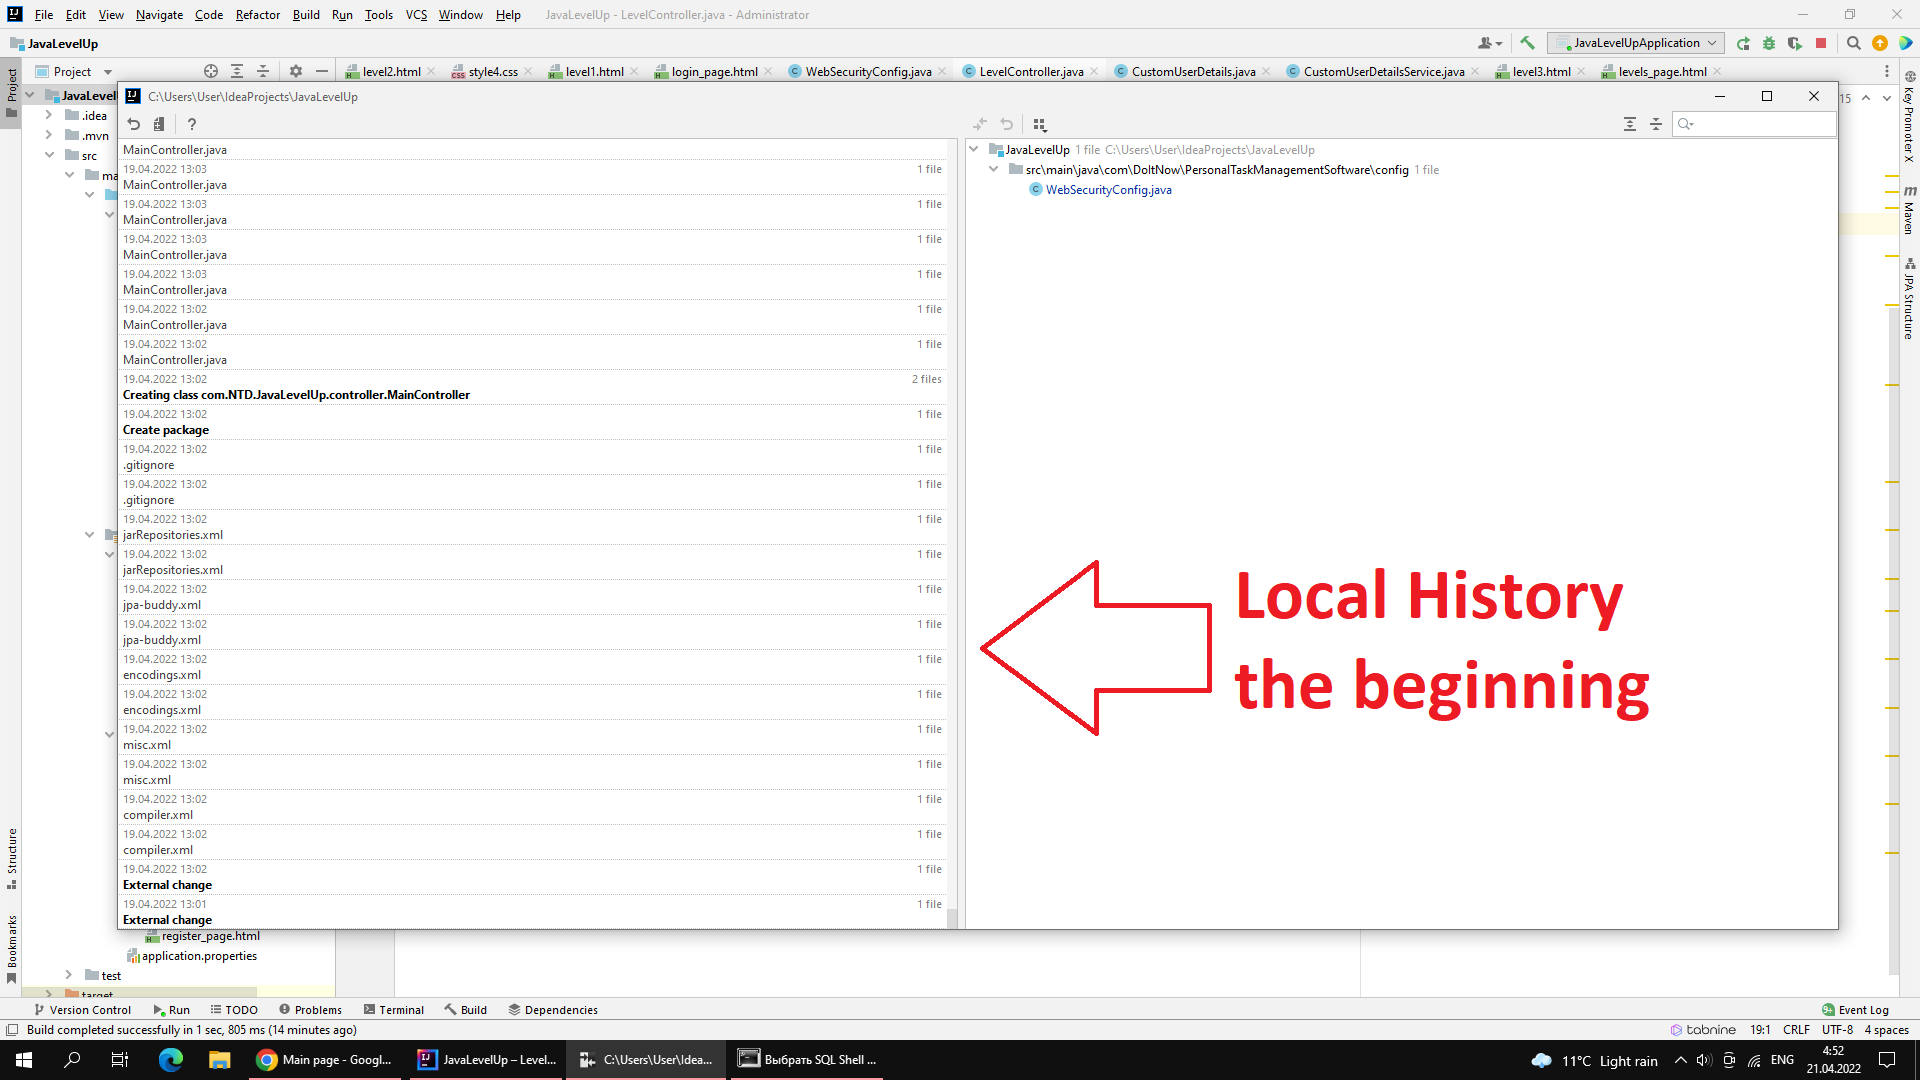 File Edit View Navigate Code Refactor Build Run Tools VCS Window Help JavaLevelUp - LevelController.java - Administrator
JavaLevelUp JavaLevelUpApplication
Project level2.html style4.css level1.html login_page.html WebSecurityConfig.java LevelController.java CustomUserDetails.java CustomUserDetailsService.java level3.html levels_page.html
Project
JavaLevel
.idea
.mvn
src
ma
15
Key Promoter X
Maven
JPA Structure
C:\Users\User\IdeaProjects\JavaLevelUp
MainController.java
19.04.2022 13:03 1 file
MainController.java
19.04.2022 13:03 1 file
MainController.java
19.04.2022 13:03 1 file
MainController.java
19.04.2022 13:03 1 file
MainController.java
19.04.2022 13:02 1 file
MainController.java
19.04.2022 13:02 1 file
MainController.java
19.04.2022 13:02 2 files
Creating class com.NTD.JavaLevelUp.controller.MainController
19.04.2022 13:02 1 file
Create package
19.04.2022 13:02 1 file
.gitignore
19.04.2022 13:02 1 file
.gitignore
19.04.2022 13:02 1 file
jarRepositories.xml
19.04.2022 13:02 1 file
jarRepositories.xml
19.04.2022 13:02 1 file
jpa-buddy.xml
19.04.2022 13:02 1 file
jpa-buddy.xml
19.04.2022 13:02 1 file
encodings.xml
19.04.2022 13:02 1 file
encodings.xml
19.04.2022 13:02 1 file
misc.xml
19.04.2022 13:02 1 file
misc.xml
19.04.2022 13:02 1 file
compiler.xml
19.04.2022 13:02 1 file
compiler.xml
19.04.2022 13:02 1 file
External change
19.04.2022 13:01 1 file
External change
JavaLevelUp 1 file C:\Users\User\IdeaProjects\JavaLevelUp
src\main\java\com\DoItNow\PersonalTaskManagementSoftware\config 1 file
WebSecurityConfig.java
Local History
the beginning
Structure
Bookmarks
register_page.html
application.properties
test
target
Version Control Run TODO Problems Terminal Build Dependencies Event Log
Build completed successfully in 1 sec, 805 ms (14 minutes ago) tabnine 19:1 CRLF UTF-8 4 spaces
Main page - Googl... JavaLevelUp – Level... C:\Users\User\Idea... Выбрать SQL Shell ... 11°C Light rain ENG 4:52
21.04.2022